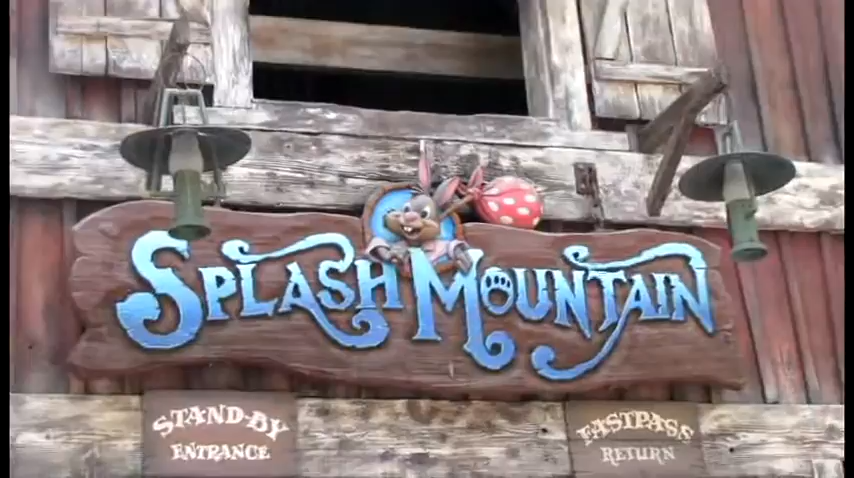 SPLASH MOUNTAIN
STAND-BY
ENTRANCE
FASTPASS
RETURN